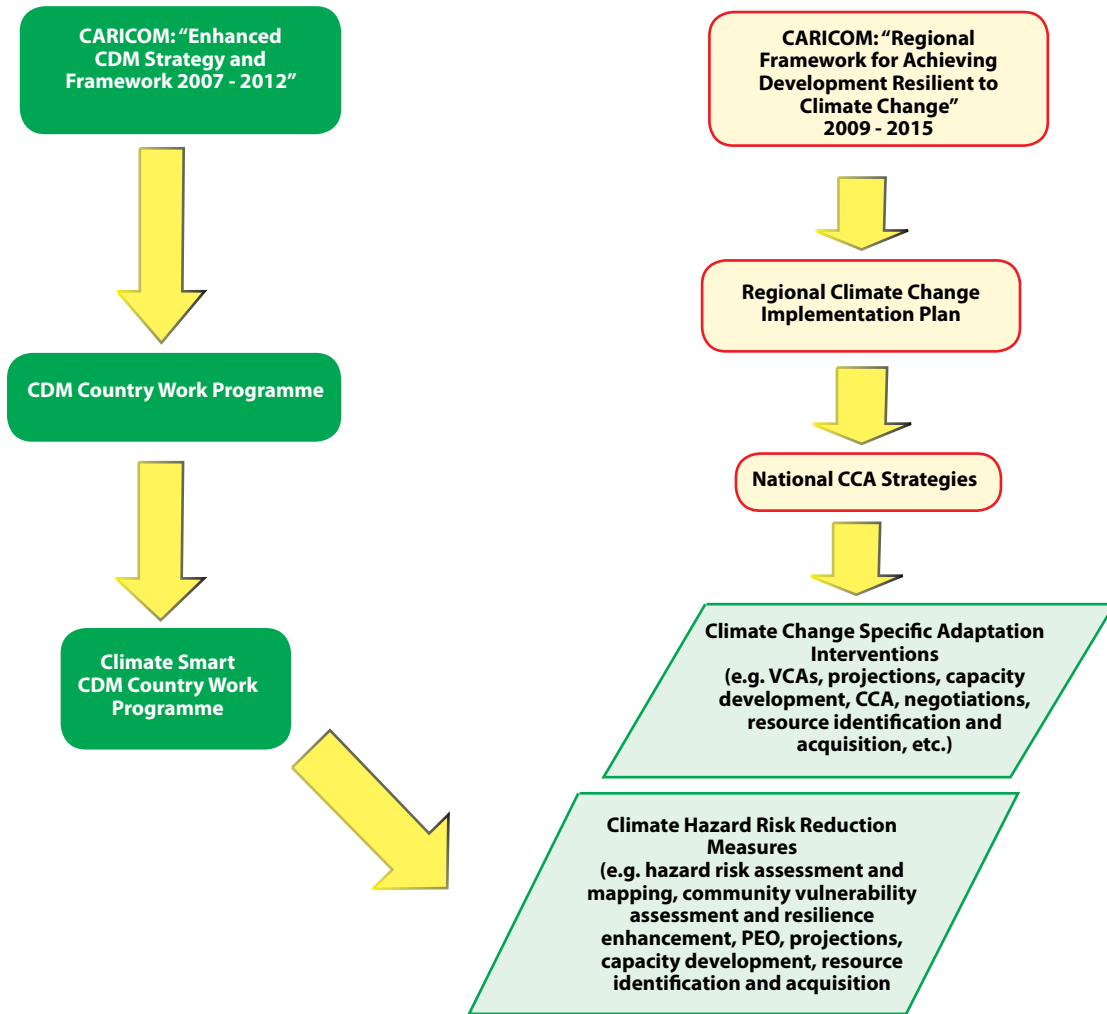 CARICOM: “Enhanced
CDM Strategy and
Framework 2007 - 2012”
CDM Country Work Programme
Climate Smart
CDM Country Work
Programme
CARICOM: “Regional
Framework for Achieving
Development Resilient to
Climate Change”
2009 - 2015
Regional Climate Change
Implementation Plan
National CCA Strategies
Climate Change Specific Adaptation
Interventions
(e.g. VCAs, projections, capacity
development, CCA, negotiations,
resource identification and
acquisition, etc.)
Climate Hazard Risk Reduction
Measures
(e.g. hazard risk assessment and
mapping, community vulnerability
assessment and resilience
enhancement, PEO, projections,
capacity development, resource
identification and acquisition